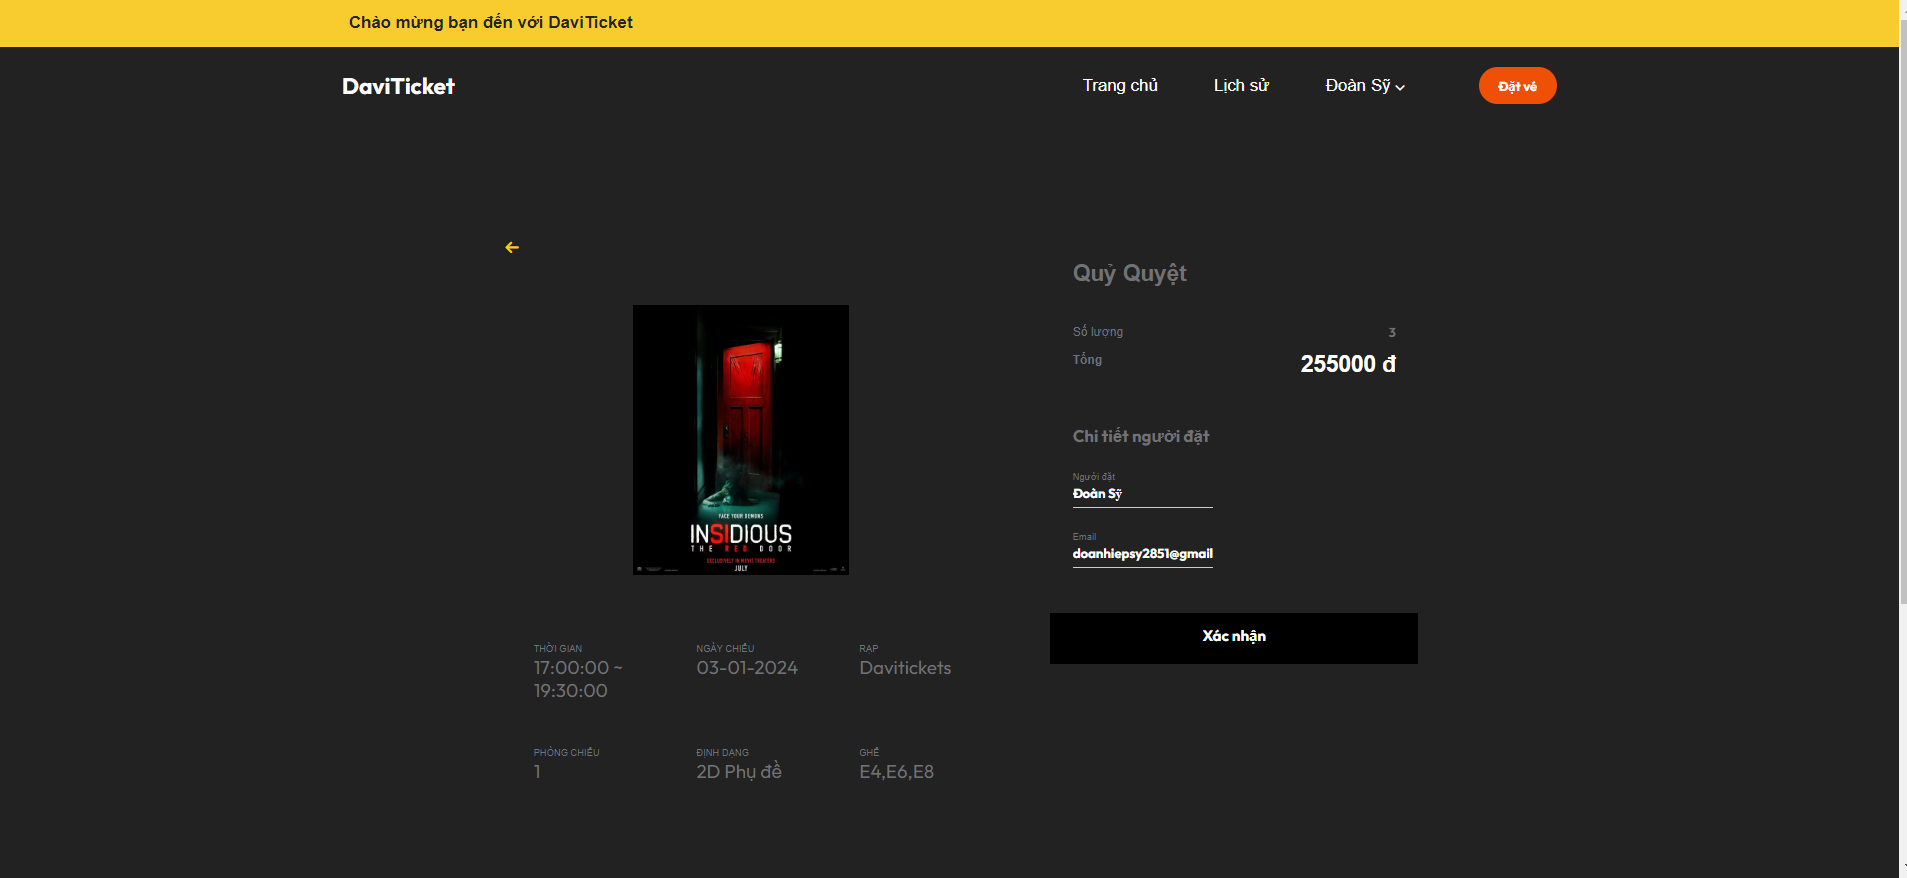 Chào mừng bạn đến với DaviTicket
DaviTicket
Trang chủ
Lịch sử
Đoàn Sỹ
Đặt vé
Quỷ Quyệt
Số lượng
3
Tổng
255000 đ
Chi tiết người đặt
Người đặt
Đoàn Sỹ
Email
doanhiepsy2851@gmail
Xác nhận
FACE YOUR DEMONS
INSIDIOUS
THE RED DOOR
EXCLUSIVELY IN MOVIE THEATERS
JULY
THỜI GIAN
17:00:00 ~
19:30:00
NGÀY CHIẾU
03-01-2024
RẠP
Davitickets
PHÒNG CHIẾU
1
ĐỊNH DẠNG
2D Phụ đề
GHẾ
E4,E6,E8